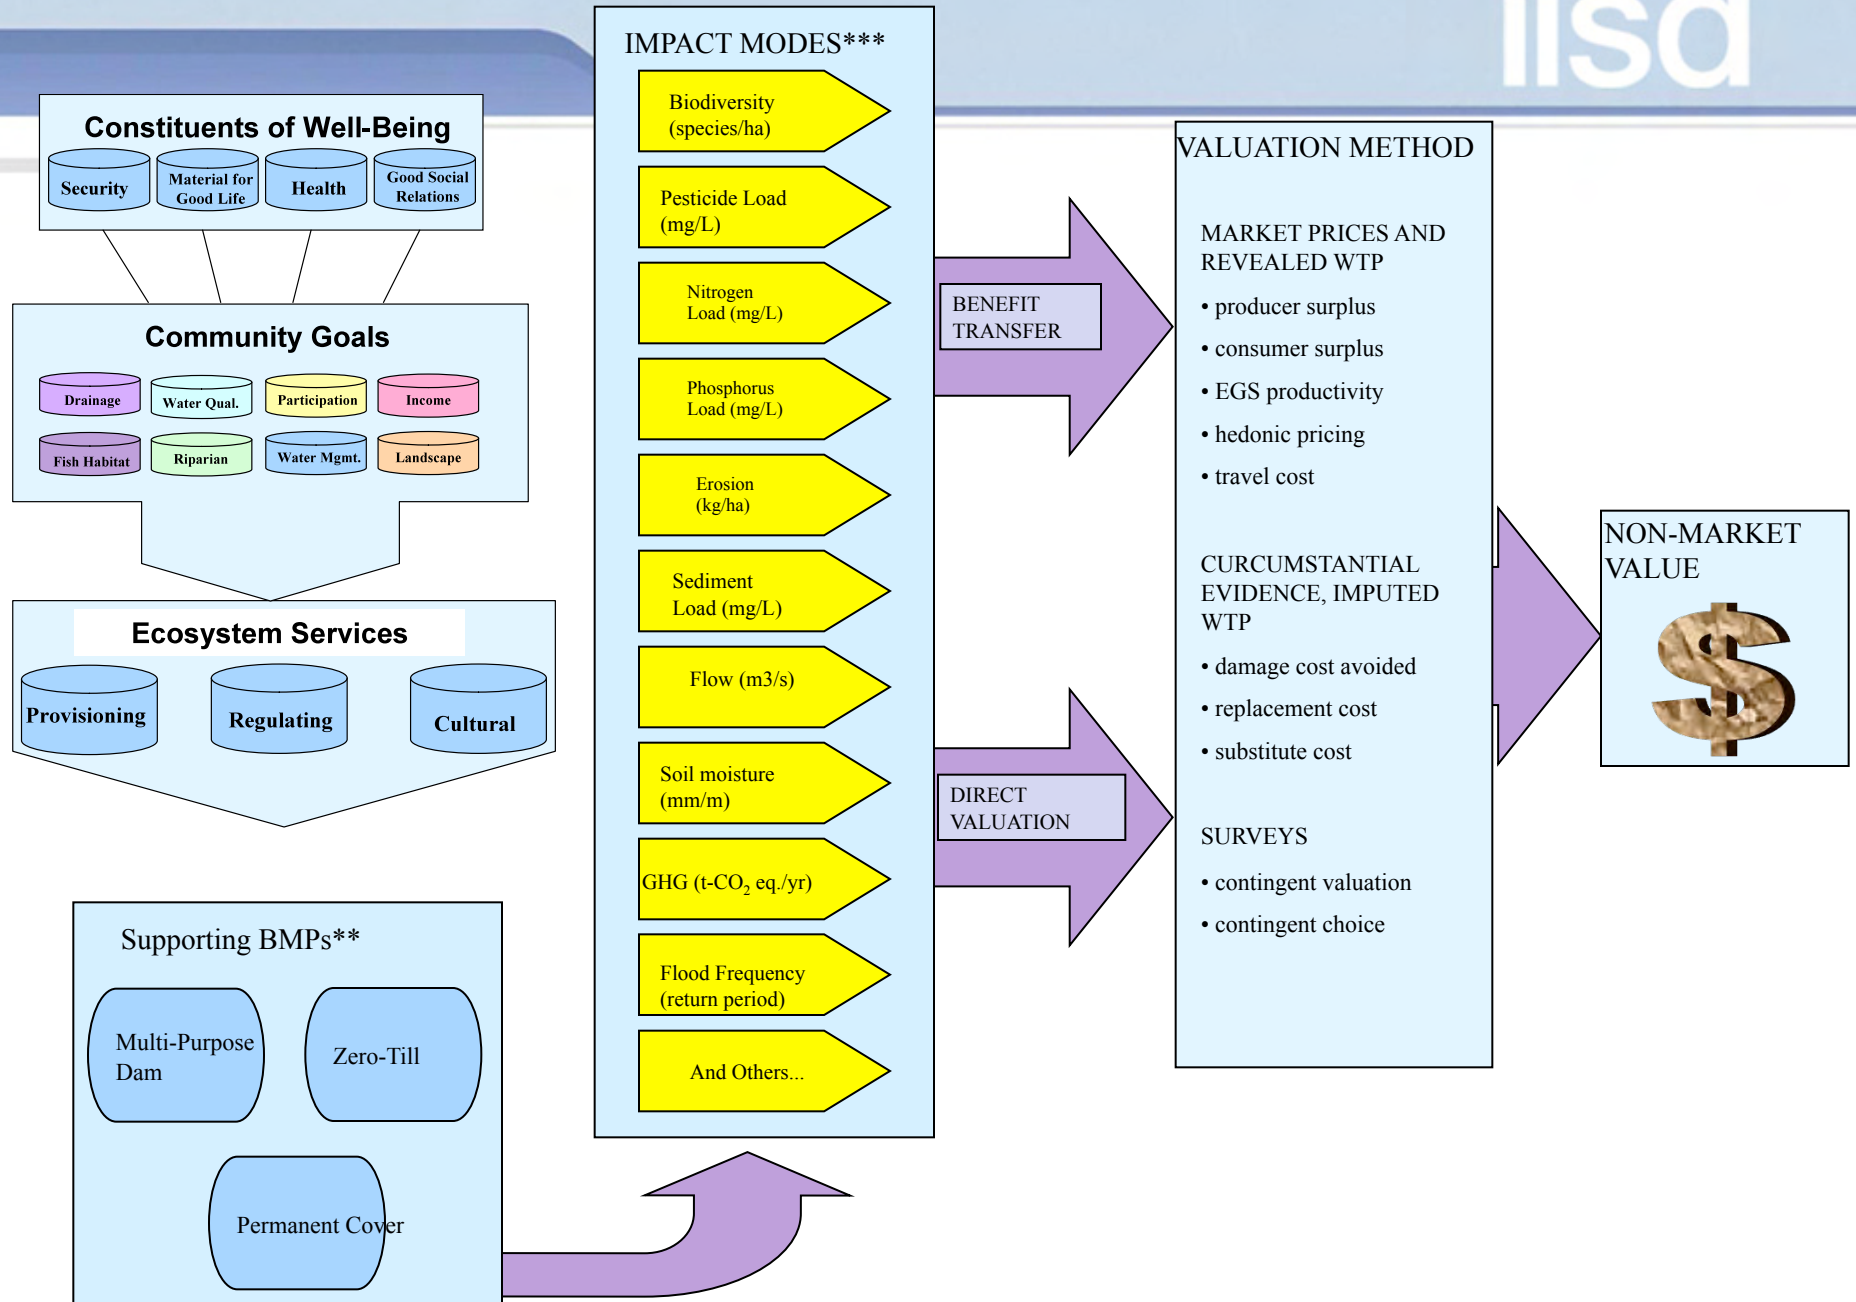 iisd
Constituents of Well-Being
Security
Material for
Good Life
Health
Good Social
Relations
Community Goals
Drainage
Water Qual.
Participation
Income
Fish Habitat
Riparian
Water Mgmt.
Landscape
Ecosystem Services
Provisioning
Regulating
Cultural
Supporting BMPs**
Multi-Purpose
Dam
Zero-Till
Permanent Cover
IMPACT MODES***
Biodiversity
(species/ha)
Pesticide Load
(mg/L)
Nitrogen
Load (mg/L)
Phosphorus
Load (mg/L)
Erosion
(kg/ha)
Sediment
Load (mg/L)
Flow (m3/s)
Soil moisture
(mm/m)
GHG (t-CO₂ eq./yr)
Flood Frequency
(return period)
And Others...
BENEFIT
TRANSFER
DIRECT
VALUATION
VALUATION METHOD
MARKET PRICES AND
REVEALED WTP
• producer surplus
• consumer surplus
• EGS productivity
• hedonic pricing
• travel cost
CURCUMSTANTIAL
EVIDENCE, IMPUTED
WTP
• damage cost avoided
• replacement cost
• substitute cost
SURVEYS
• contingent valuation
• contingent choice
NON-MARKET
VALUE
$